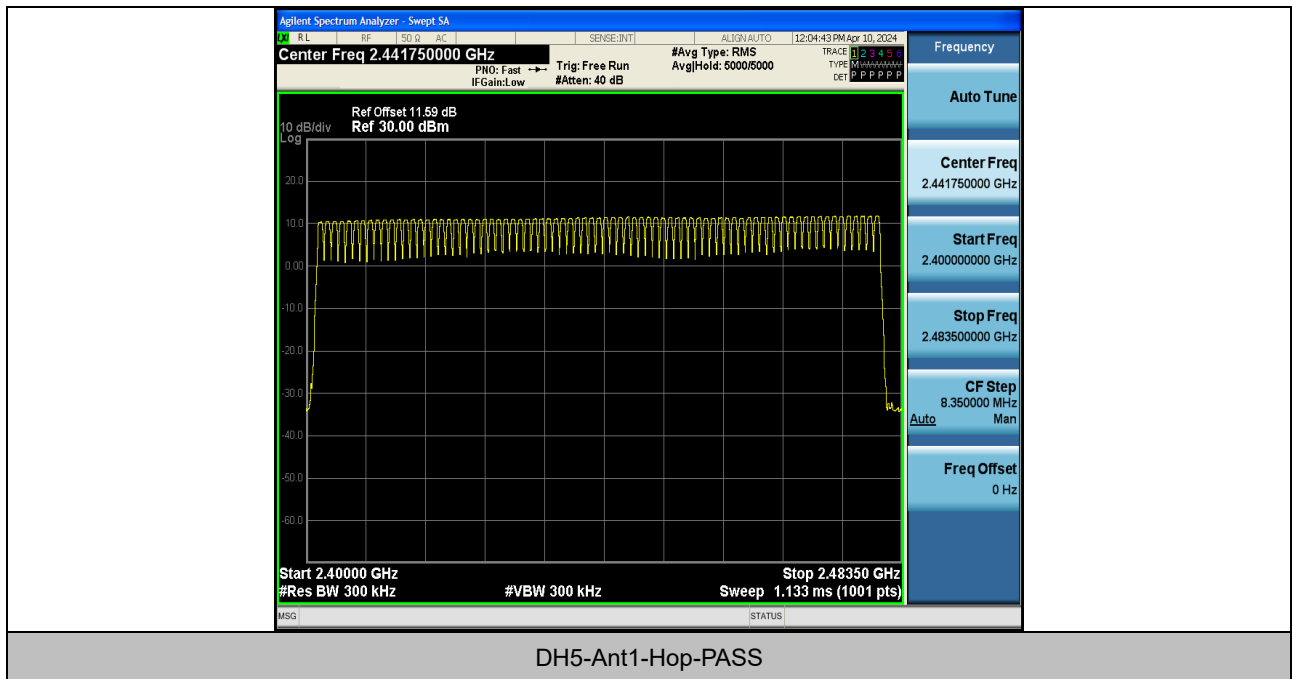 Agilent Spectrum Analyzer - Swept SA
LXI RL RF 50 Ω AC SENSE:INT ALIGN AUTO 12:04:43 PM Apr 10, 2024
Center Freq 2.441750000 GHz
PNO: Fast
IFGain:Low
Trig: Free Run
#Atten: 40 dB
#Avg Type: RMS
Avg|Hold: 5000/5000
TRACE 1 2 3 4 5 6
TYPE M
DET P P P P P P
Ref Offset 11.59 dB
10 dB/div Ref 30.00 dBm
Log
20.0
10.0
0.00
-10.0
-20.0
-30.0
-40.0
-50.0
-60.0
Start 2.40000 GHz Stop 2.48350 GHz
#Res BW 300 kHz #VBW 300 kHz Sweep 1.133 ms (1001 pts)
MSG STATUS
Frequency
Auto Tune
Center Freq
2.441750000 GHz
Start Freq
2.400000000 GHz
Stop Freq
2.483500000 GHz
CF Step
8.350000 MHz
Auto Man
Freq Offset
0 Hz
DH5-Ant1-Hop-PASS